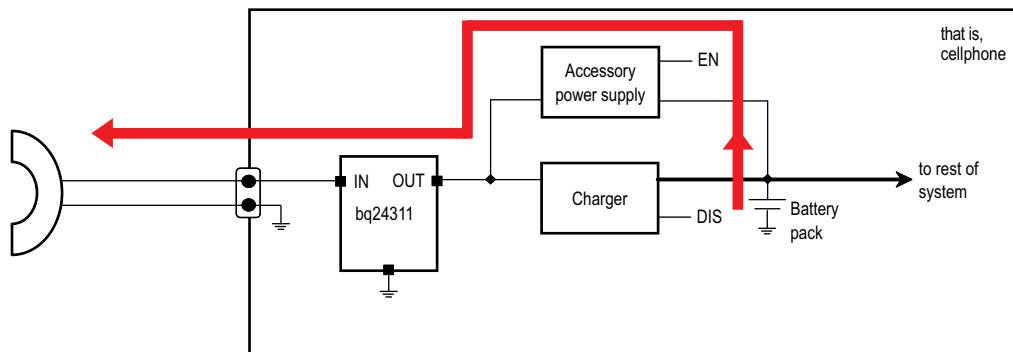 that is,
cellphone
EN
Accessory
power supply
IN
OUT
bq24311
Charger
DIS
to rest of
system
Battery
pack